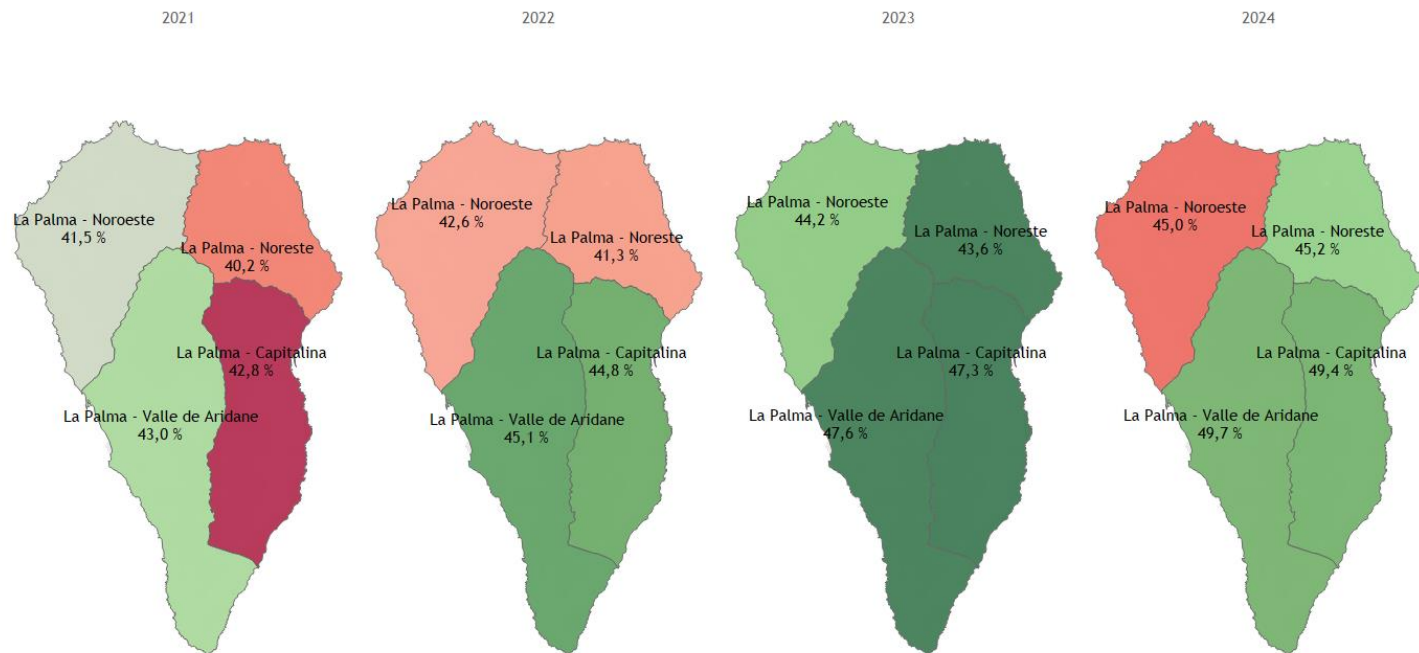 2021
2022
2023
2024
La Palma - Noroeste
41,5 %
La Palma - Noreste
40,2 %
La Palma - Capitalina
42,8 %
La Palma - Valle de Aridane
43,0 %
La Palma - Noroeste
42,6 %
La Palma - Noreste
41,3 %
La Palma - Capitalina
44,8 %
La Palma - Valle de Aridane
45,1 %
La Palma - Noroeste
44,2 %
La Palma - Noreste
43,6 %
La Palma - Capitalina
47,3 %
La Palma - Valle de Aridane
47,6 %
La Palma - Noroeste
45,0 %
La Palma - Noreste
45,2 %
La Palma - Capitalina
49,4 %
La Palma - Valle de Aridane
49,7 %